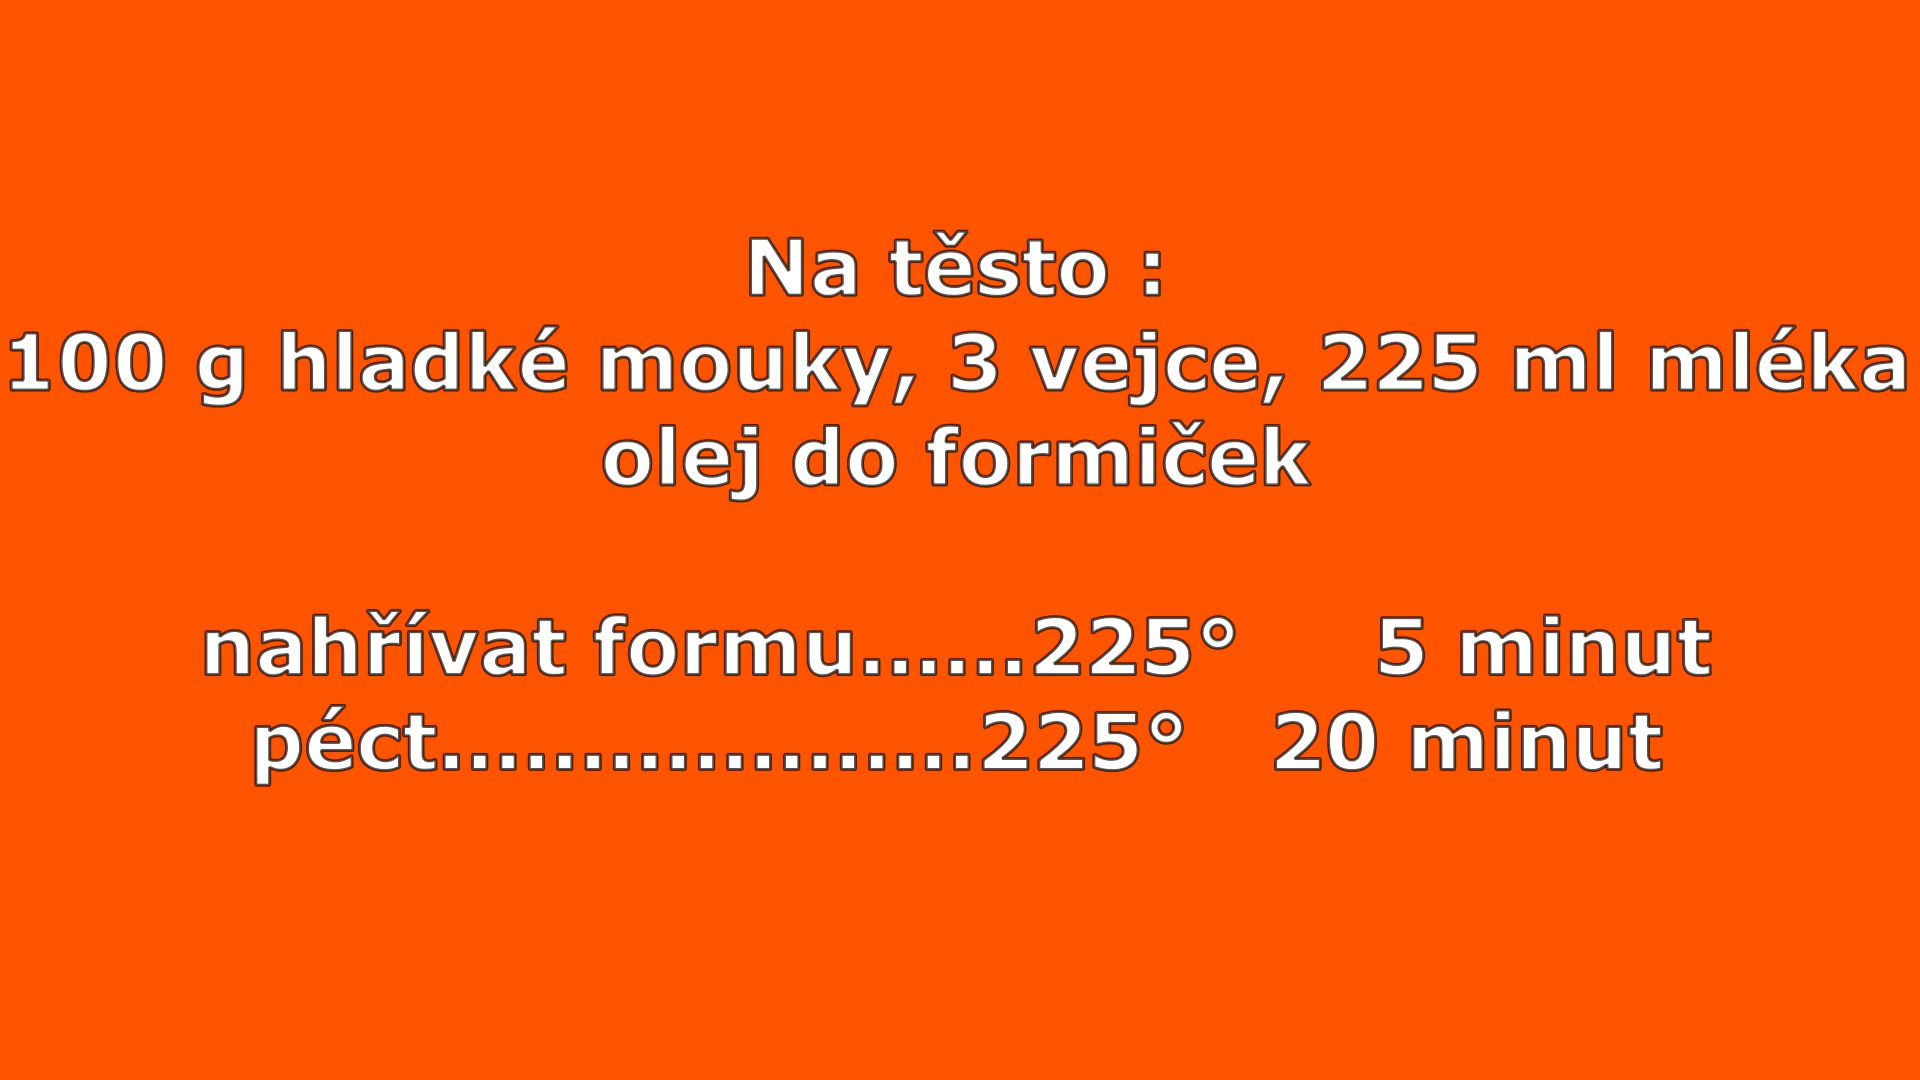 Na těsto :
100 g hladké mouky, 3 vejce, 225 ml mléka
olej do formiček
nahřívat formu......225° 5 minut
péct...................225° 20 minut